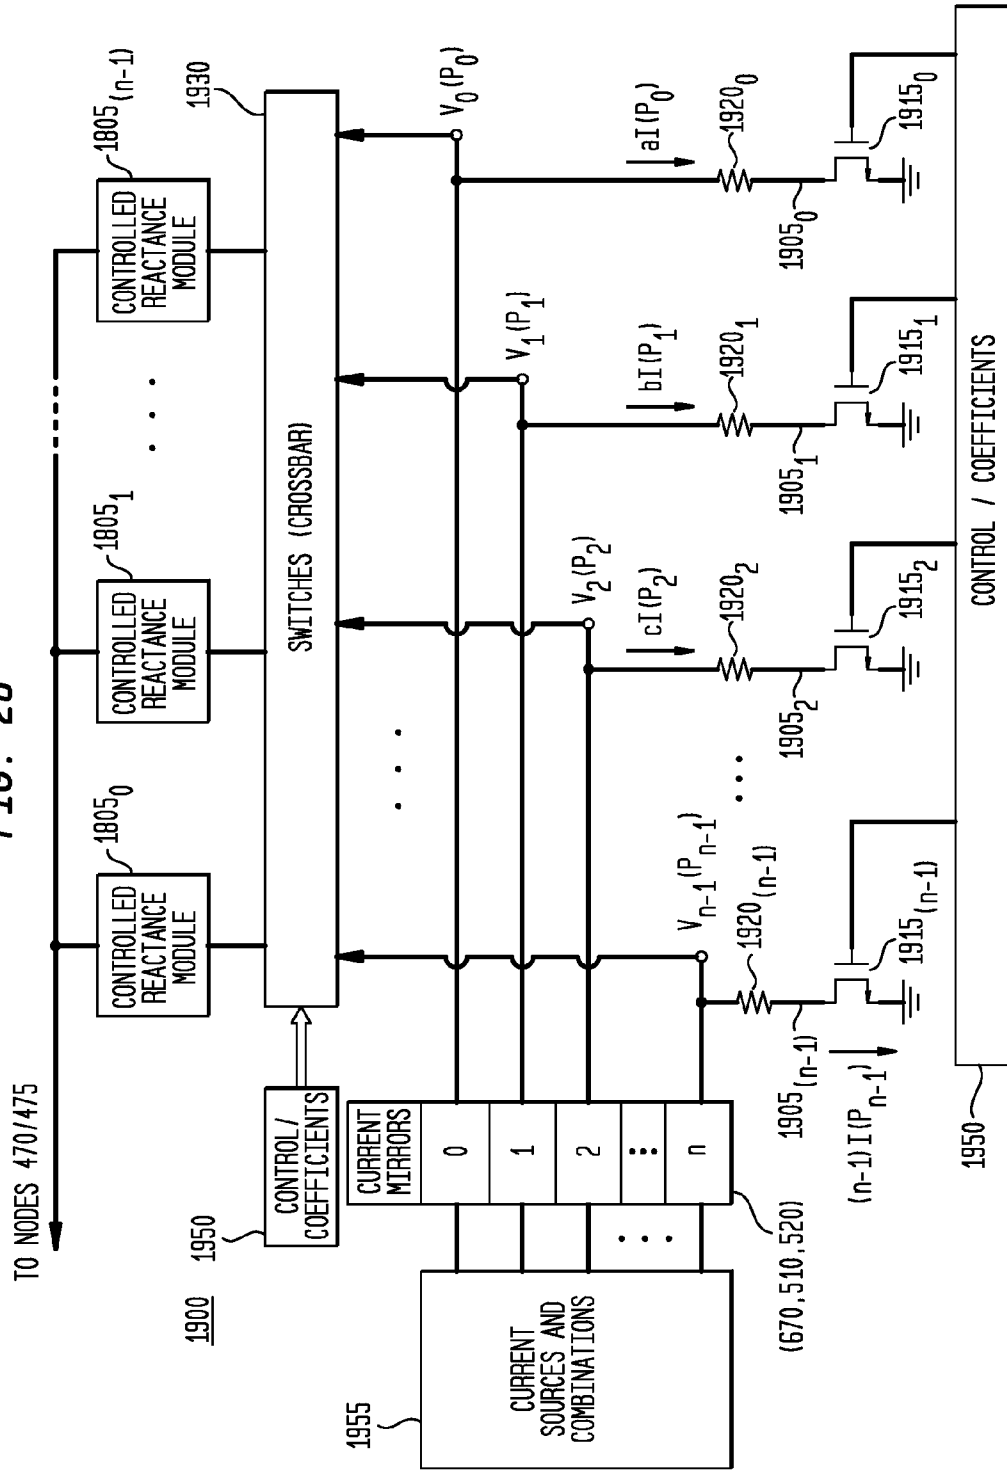 FIG. 20
TO NODES 470/475
1900
1805₀
CONTROLLED
REACTANCE
MODULE
1805₁
CONTROLLED
REACTANCE
MODULE
. . .
1805(n-1)
CONTROLLED
REACTANCE
MODULE
1950
CONTROL/
COEFFICIENTS
SWITCHES (CROSSBAR)
1930
1955
CURRENT
SOURCES AND
COMBINATIONS
. . .
CURRENT
MIRRORS
0
1
2
...
n
(670,510,520)
. . .
V₀(P₀)
V₁(P₁)
V₂(P₂)
Vn-1(Pn-1)
1920(n-1)
1905(n-1)
(n-1)I(Pn-1)
1915(n-1)
. . .
cI(P₂)
1920₂
1905₂
1915₂
bI(P₁)
1920₁
1905₁
1915₁
aI(P₀)
1920₀
1905₀
1915₀
CONTROL / COEFFICIENTS
1950